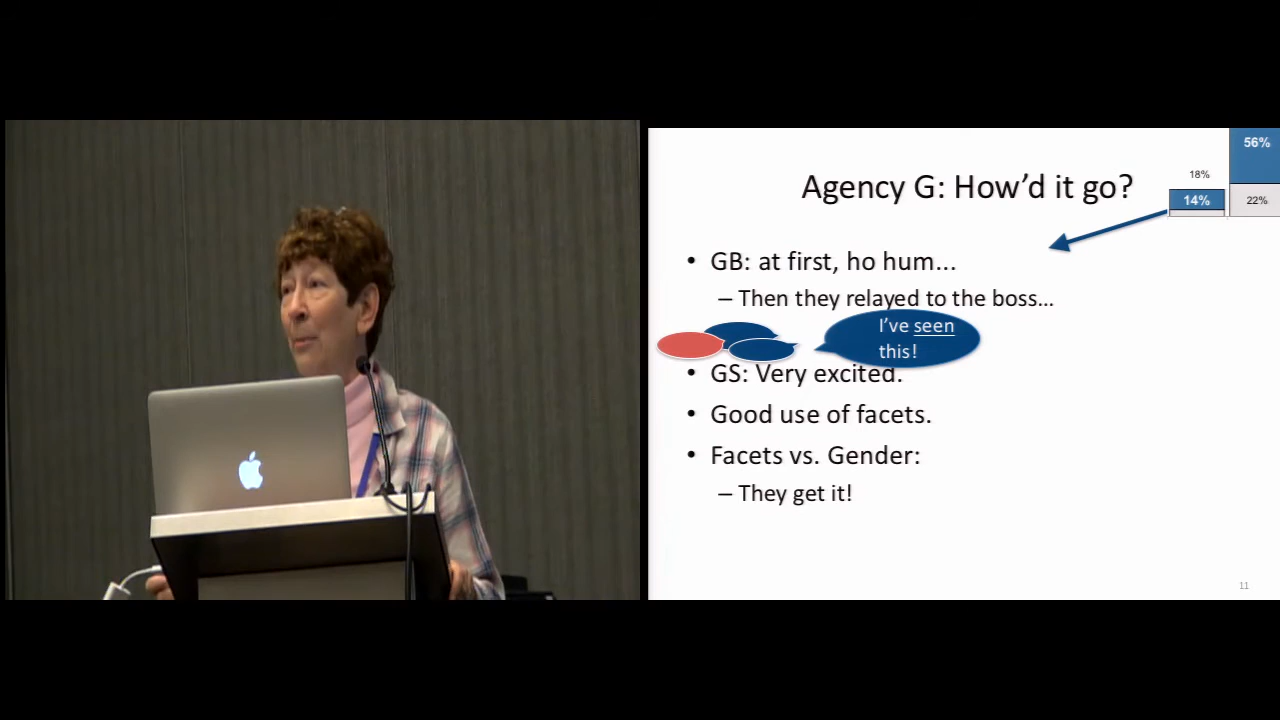 Agency G: How'd it go?
56%
18%
14%
22%
• GB: at first, ho hum...
– Then they relayed to the boss…
I've seen
this!
• GS: Very excited.
• Good use of facets.
• Facets vs. Gender:
– They get it!
11